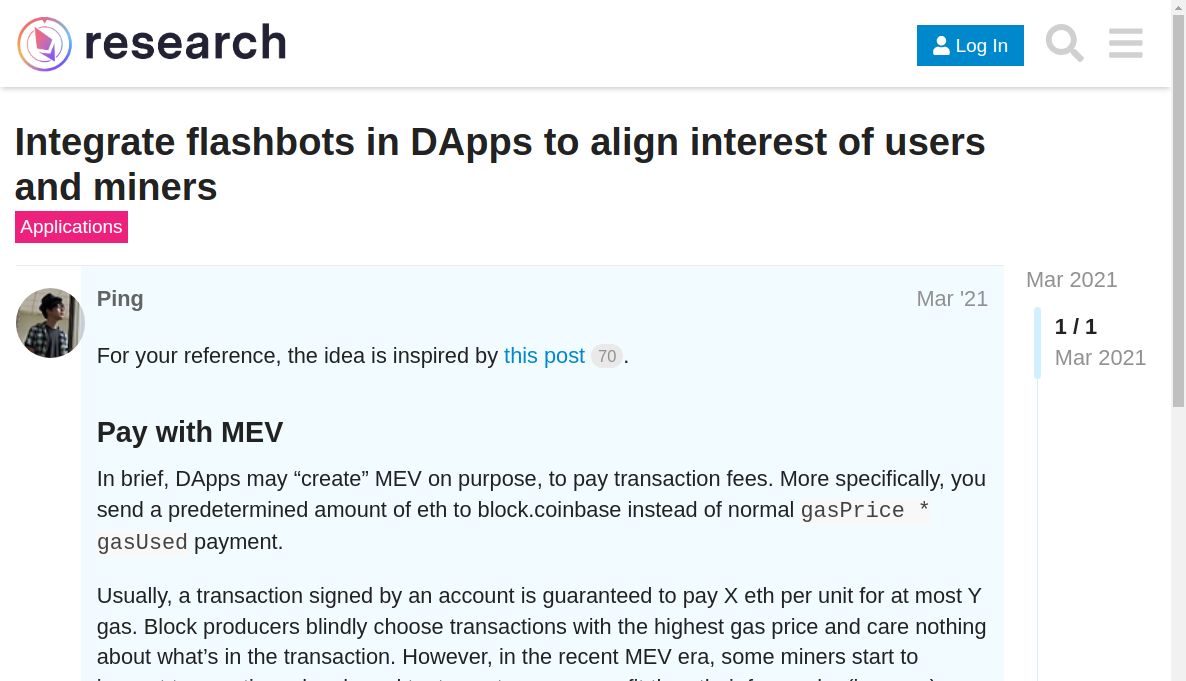 research
Log In
Integrate flashbots in DApps to align interest of users
and miners
Applications
Ping
Mar '21
Mar 2021
1 / 1
Mar 2021
For your reference, the idea is inspired by this post 70 .
Pay with MEV
In brief, DApps may “create” MEV on purpose, to pay transaction fees. More specifically, you
send a predetermined amount of eth to block.coinbase instead of normal gasPrice *
gasUsed payment.
Usually, a transaction signed by an account is guaranteed to pay X eth per unit for at most Y
gas. Block producers blindly choose transactions with the highest gas price and care nothing
about what’s in the transaction. However, in the recent MEV era, some miners start to